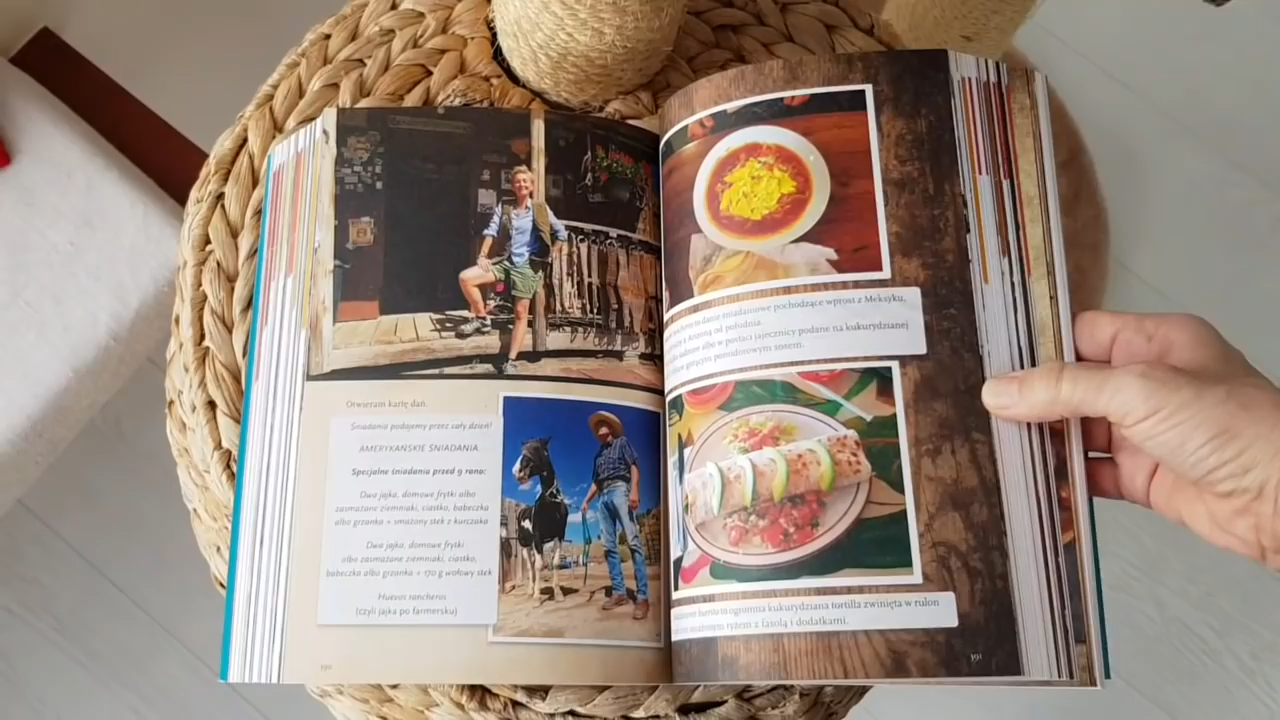 Otwieram kartę dań.
Śniadania podajemy przez cały dzień!
AMERYKAŃSKIE ŚNIADANIA
Specjalne śniadania przed 9 rano:
Dwa jajka, domowe frytki albo
zasmażane ziemniaki, ciastko, babeczka
albo grzanka + smażony stek z kurczaka
Dwa jajka, domowe frytki
albo zasmażane ziemniaki, ciastko,
babeczka albo grzanka + 170 g wołowy stek
Huevos rancheros
(czyli jajka po farmersku)
190
to danie śniadaniowe pochodzące wprost z Meksyku,
z Arizoną od południa.
sadzone albo w postaci jajecznicy podane na kukurydzianej
gorącym pomidorowym sosem.
to ogromna kukurydziana tortilla zwinięta w rulon
smażonym ryżem z fasolą i dodatkami.
191